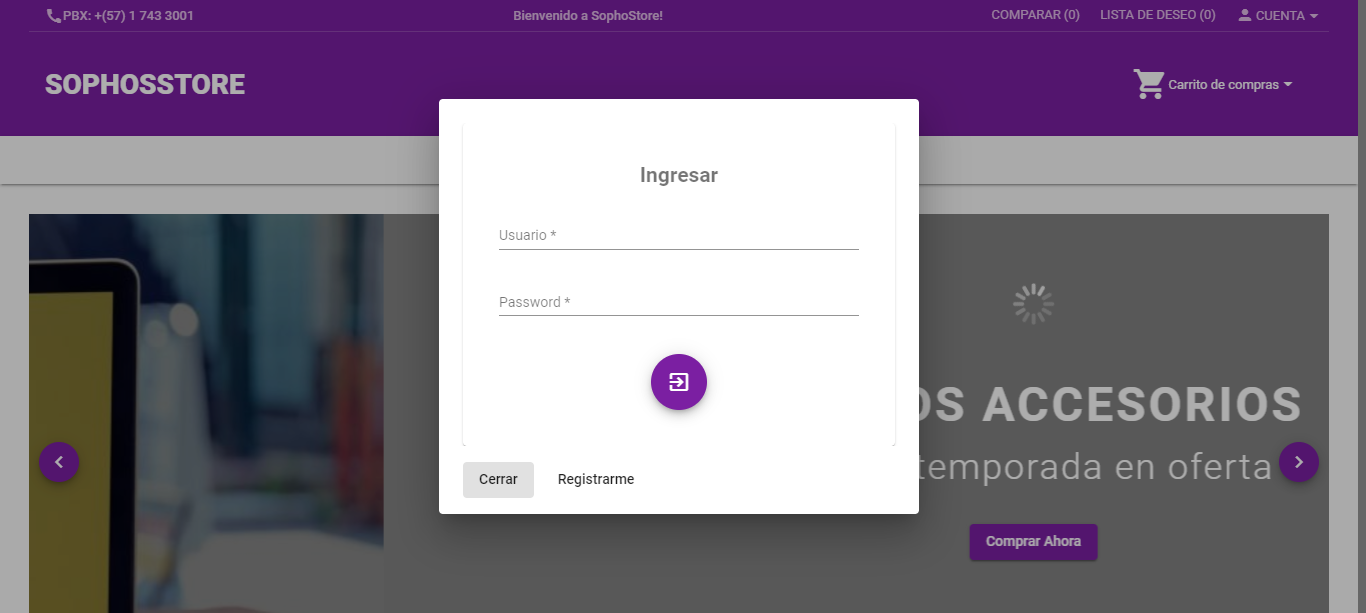 PBX: +(57) 1 743 3001
Bienvenido a SophoStore!
COMPARAR (0)
LISTA DE DESEO (0)
CUENTA
SOPHOSSTORE
Carrito de compras
Ingresar
Usuario *
Password *
Cerrar
Registrarme
OS ACCESORIOS
temporada en oferta
Comprar Ahora